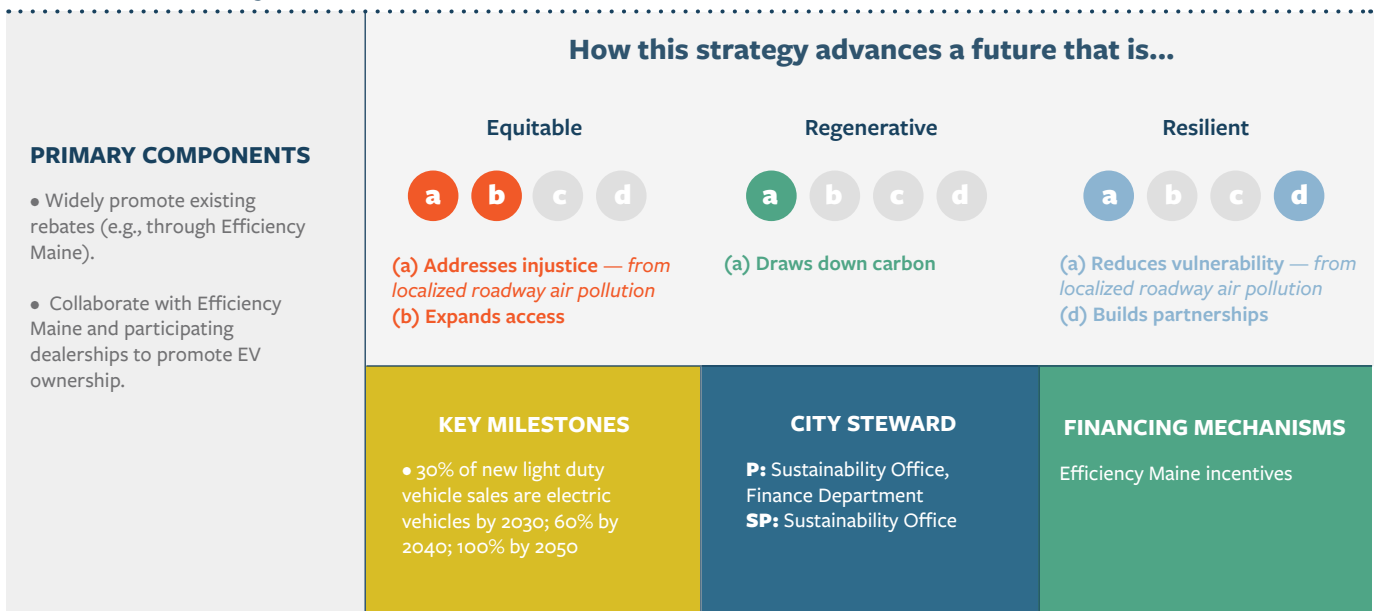 How this strategy advances a future that is...
PRIMARY COMPONENTS
• Widely promote existing
rebates (e.g., through Efficiency
Maine).
• Collaborate with Efficiency
Maine and participating
dealerships to promote EV
ownership.
Equitable
a b c d
(a) Addresses injustice — from
localized roadway air pollution
(b) Expands access
Regenerative
a b c d
(a) Draws down carbon
Resilient
a b c d
(a) Reduces vulnerability — from
localized roadway air pollution
(d) Builds partnerships
KEY MILESTONES
• 30% of new light duty
vehicle sales are electric
vehicles by 2030; 60% by
2040; 100% by 2050
CITY STEWARD
P: Sustainability Office,
Finance Department
SP: Sustainability Office
FINANCING MECHANISMS
Efficiency Maine incentives